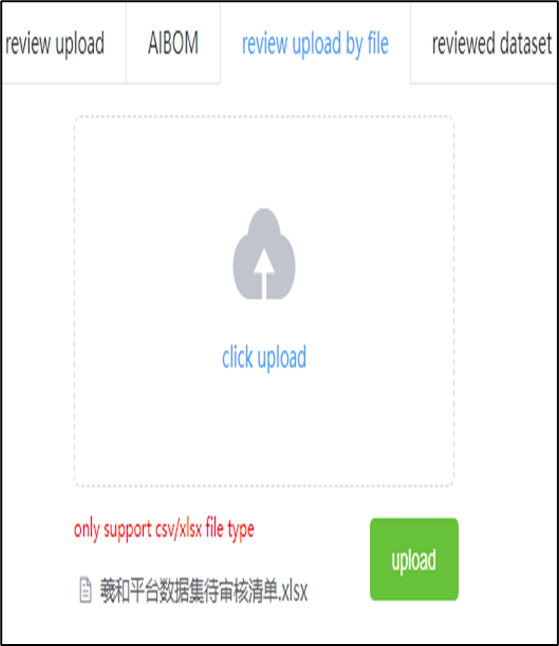 review upload
AIBOM
review upload by file
reviewed dataset
click upload
only support csv/xlsx file type
upload
羲和平台数据集待审核清单.xlsx